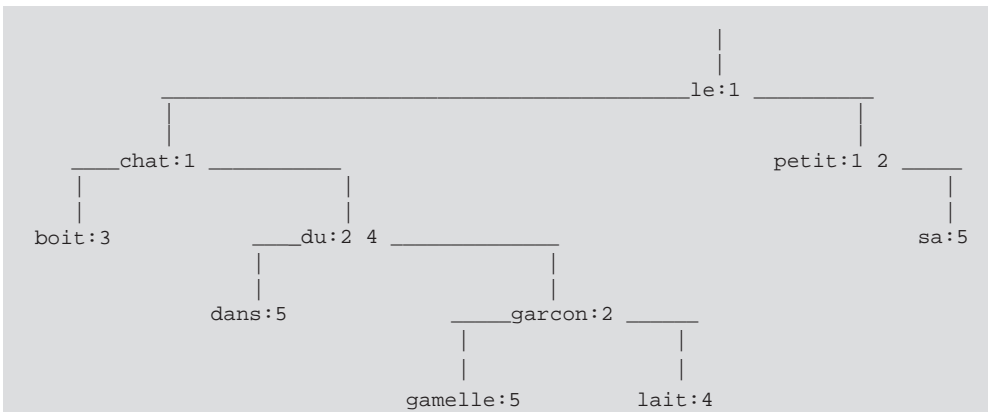 le:1
chat:1 petit:1 2
boit:3 du:2 4 sa:5
dans:5 garcon:2
gamelle:5 lait:4